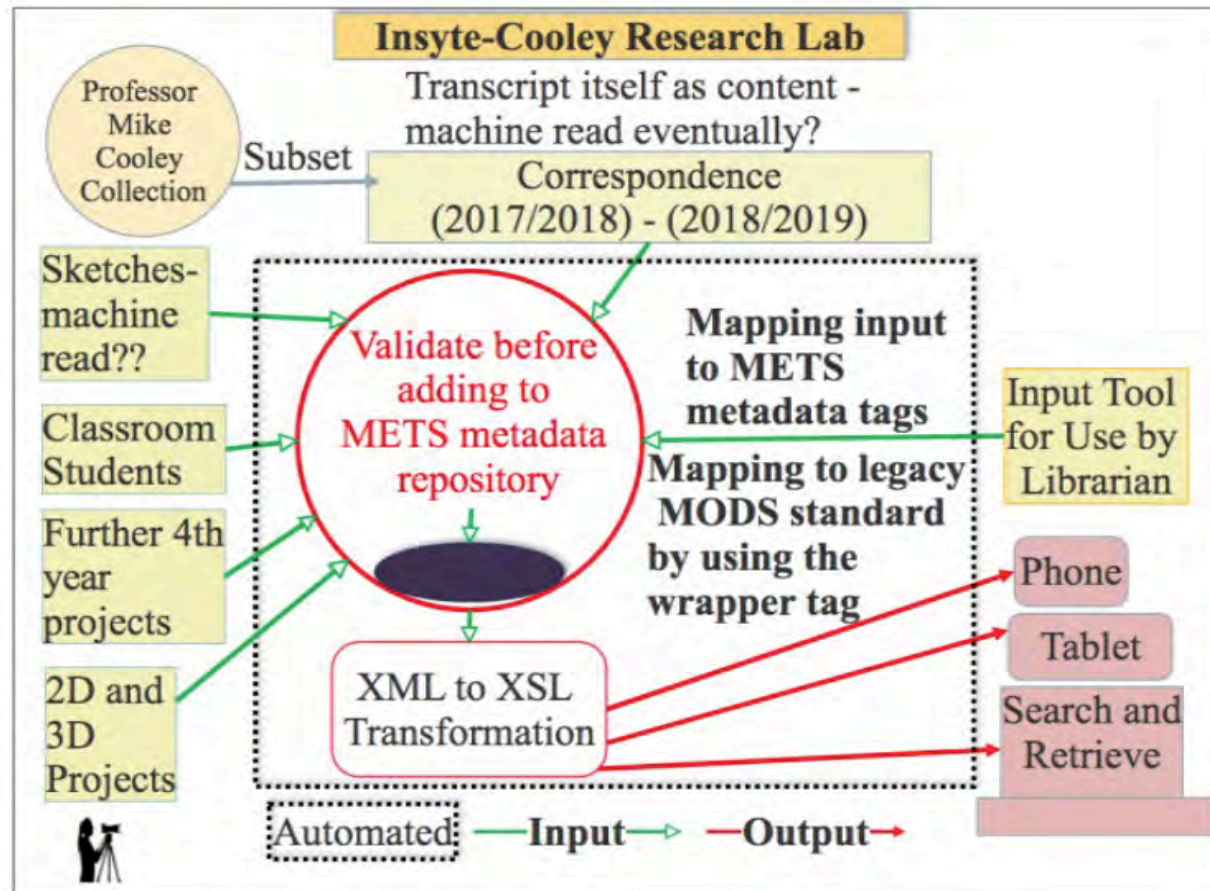 Insyte-Cooley Research Lab
Professor
Mike
Cooley
Collection
Subset
Transcript itself as content -
machine read eventually?
Correspondence
(2017/2018) - (2018/2019)
Sketches-
machine
read??
Classroom
Students
Further 4th
year
projects
2D and
3D
Projects
Validate before
adding to
METS metadata
repository
Mapping input
to METS
metadata tags
Mapping to legacy
MODS standard
by using the
wrapper tag
Input Tool
for Use by
Librarian
XML to XSL
Transformation
Phone
Tablet
Search and
Retrieve
Automated
Input
Output